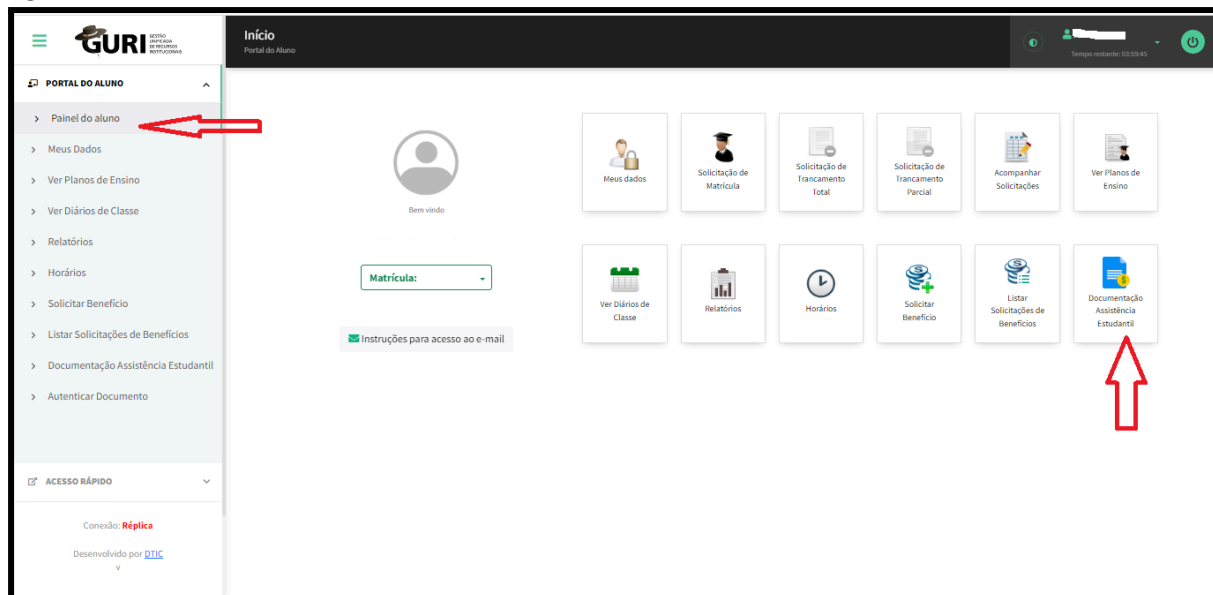 GURI
GESTÃO
UNIFICADA
DE RECURSOS
INSTITUCIONAIS
Início
Portal do Aluno
Tempo restante: 03:59:45
PORTAL DO ALUNO
Painel do aluno
Meus Dados
Ver Planos de Ensino
Ver Diários de Classe
Relatórios
Horários
Solicitar Benefício
Listar Solicitações de Benefícios
Documentação Assistência Estudantil
Autenticar Documento
ACESSO RÁPIDO
Conexão: Réplica
Desenvolvido por DTIC
v
Bem vindo
Matrícula:
Instruções para acesso ao e-mail
Meus dados
Solicitação de
Matrícula
Solicitação de
Trancamento
Total
Solicitação de
Trancamento
Parcial
Acompanhar
Solicitações
Ver Planos de
Ensino
Ver Diários de
Classe
Relatórios
Horários
Solicitar
Benefício
Listar
Solicitações de
Benefícios
Documentação
Assistência
Estudantil